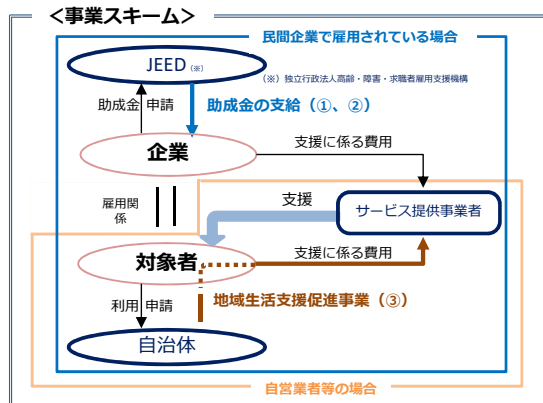 ＜事業スキーム＞
民間企業で雇用されている場合
JEED（※）
（※）独立行政法人高齢・障害・求職者雇用支援機構
助成金 申請
助成金の支給（①、②）
企業
支援に係る費用
雇用関
係
支援
サービス提供事業者
対象者
支援に係る費用
利用 申請
地域生活支援促進事業（③）
自治体
自営業者等の場合